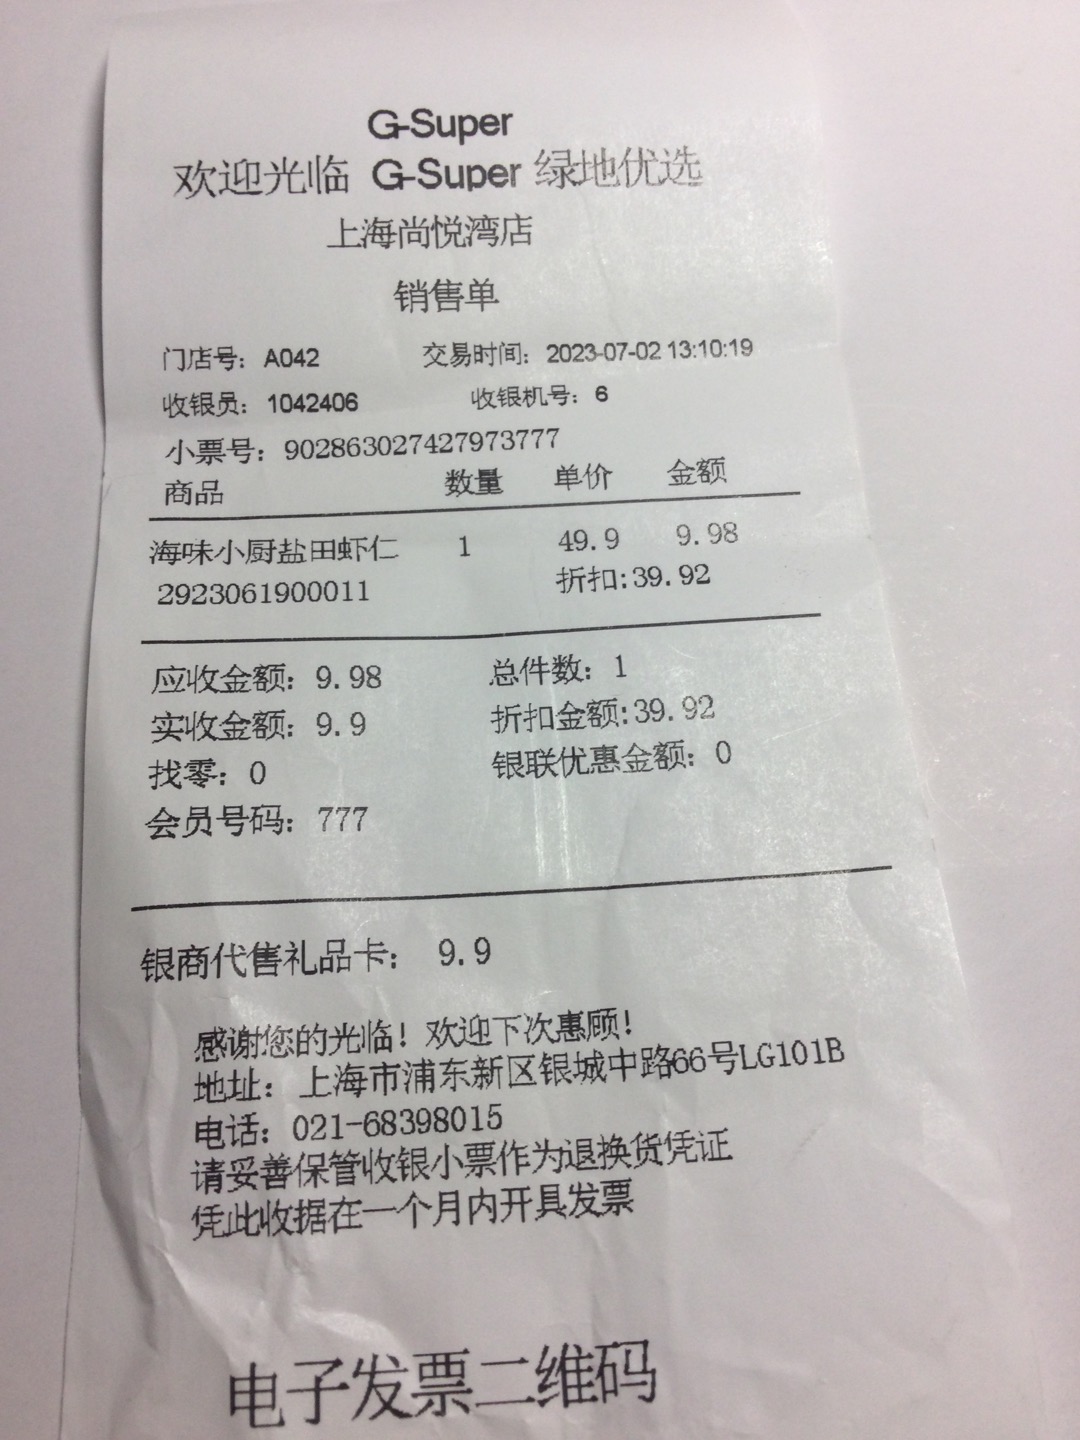 G-Super
欢迎光临 G-Super 绿地优选
上海尚悦湾店
销售单
门店号：A042 交易时间：2023-07-02 13:10:19
收银员：1042406 收银机号：6
小票号：902863027427973777
商品 数量 单价 金额
海味小厨盐田虾仁 1 49.9 9.98
2923061900011 折扣:39.92
应收金额：9.98 总件数：1
实收金额：9.9 折扣金额:39.92
找零：0 银联优惠金额：0
会员号码：777
银商代售礼品卡： 9.9
感谢您的光临！欢迎下次惠顾！
地址：上海市浦东新区银城中路66号LG101B
电话：021-68398015
请妥善保管收银小票作为退换货凭证
凭此收据在一个月内开具发票
电子发票二维码